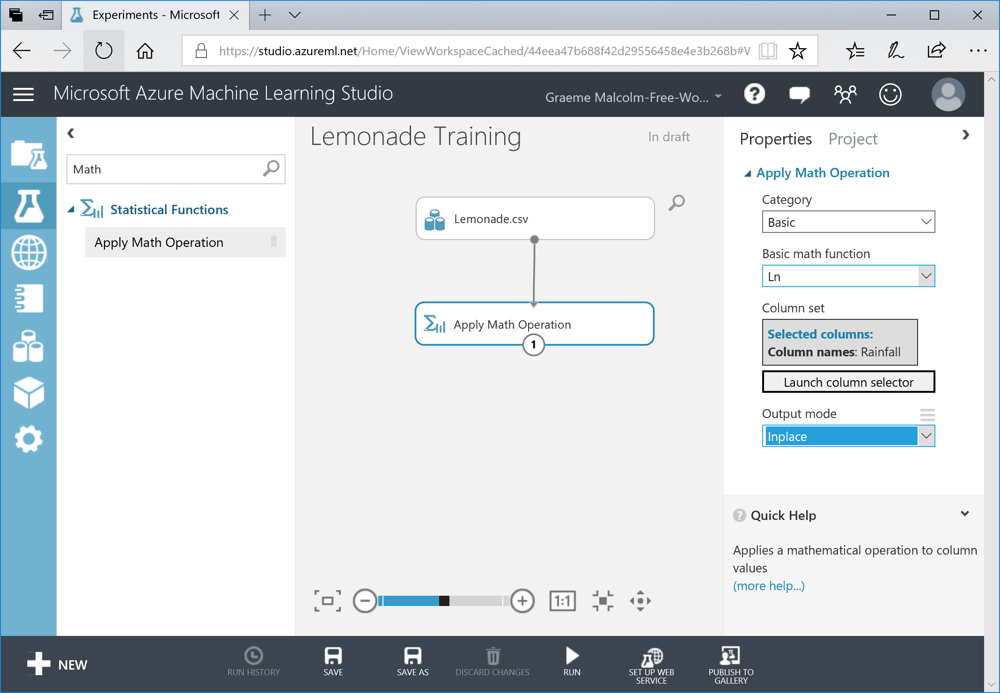 Experiments - Microsoft
https://studio.azureml.net/Home/ViewWorkspaceCached/44eea47b688f42d29556458e4e3b268b#W
Microsoft Azure Machine Learning Studio
Graeme Malcolm-Free-Wo...
?
Math
Statistical Functions
Apply Math Operation
Lemonade Training
In draft
Lemonade.csv
Apply Math Operation
1
1:1
Properties
Project
Apply Math Operation
Category
Basic
Basic math function
Ln
Column set
Selected columns:
Column names: Rainfall
Launch column selector
Output mode
Inplace
? Quick Help
Applies a mathematical operation to column
values
(more help...)
NEW
RUN HISTORY
SAVE
SAVE AS
DISCARD CHANGES
RUN
SET UP WEB
SERVICE
PUBLISH TO
GALLERY